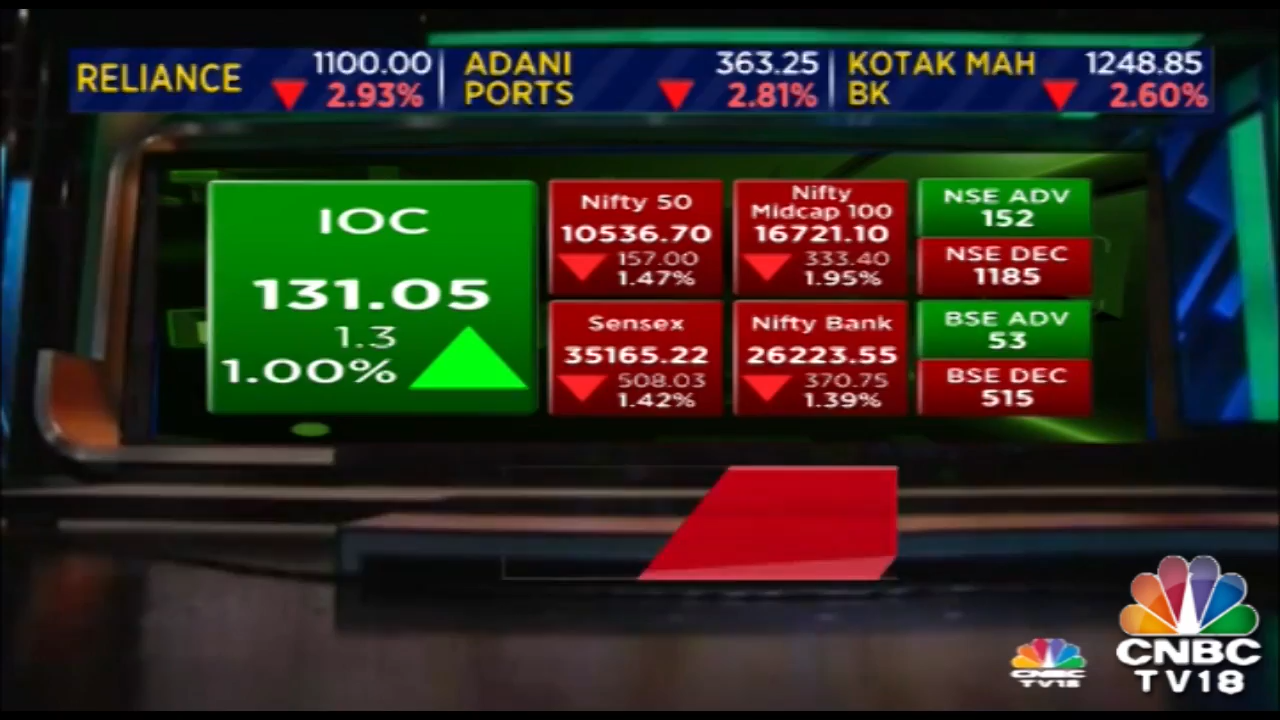 RELIANCE 1100.00 2.93%
ADANI PORTS 363.25 2.81%
KOTAK MAH BK 1248.85 2.60%
IOC
131.05
1.3
1.00%
Nifty 50
10536.70
157.00
1.47%
Nifty
Midcap 100
16721.10
333.40
1.95%
NSE ADV
152
NSE DEC
1185
Sensex
35165.22
508.03
1.42%
Nifty Bank
26223.55
370.75
1.39%
BSE ADV
53
BSE DEC
515
CNBC
TV18
CNBC
TV18